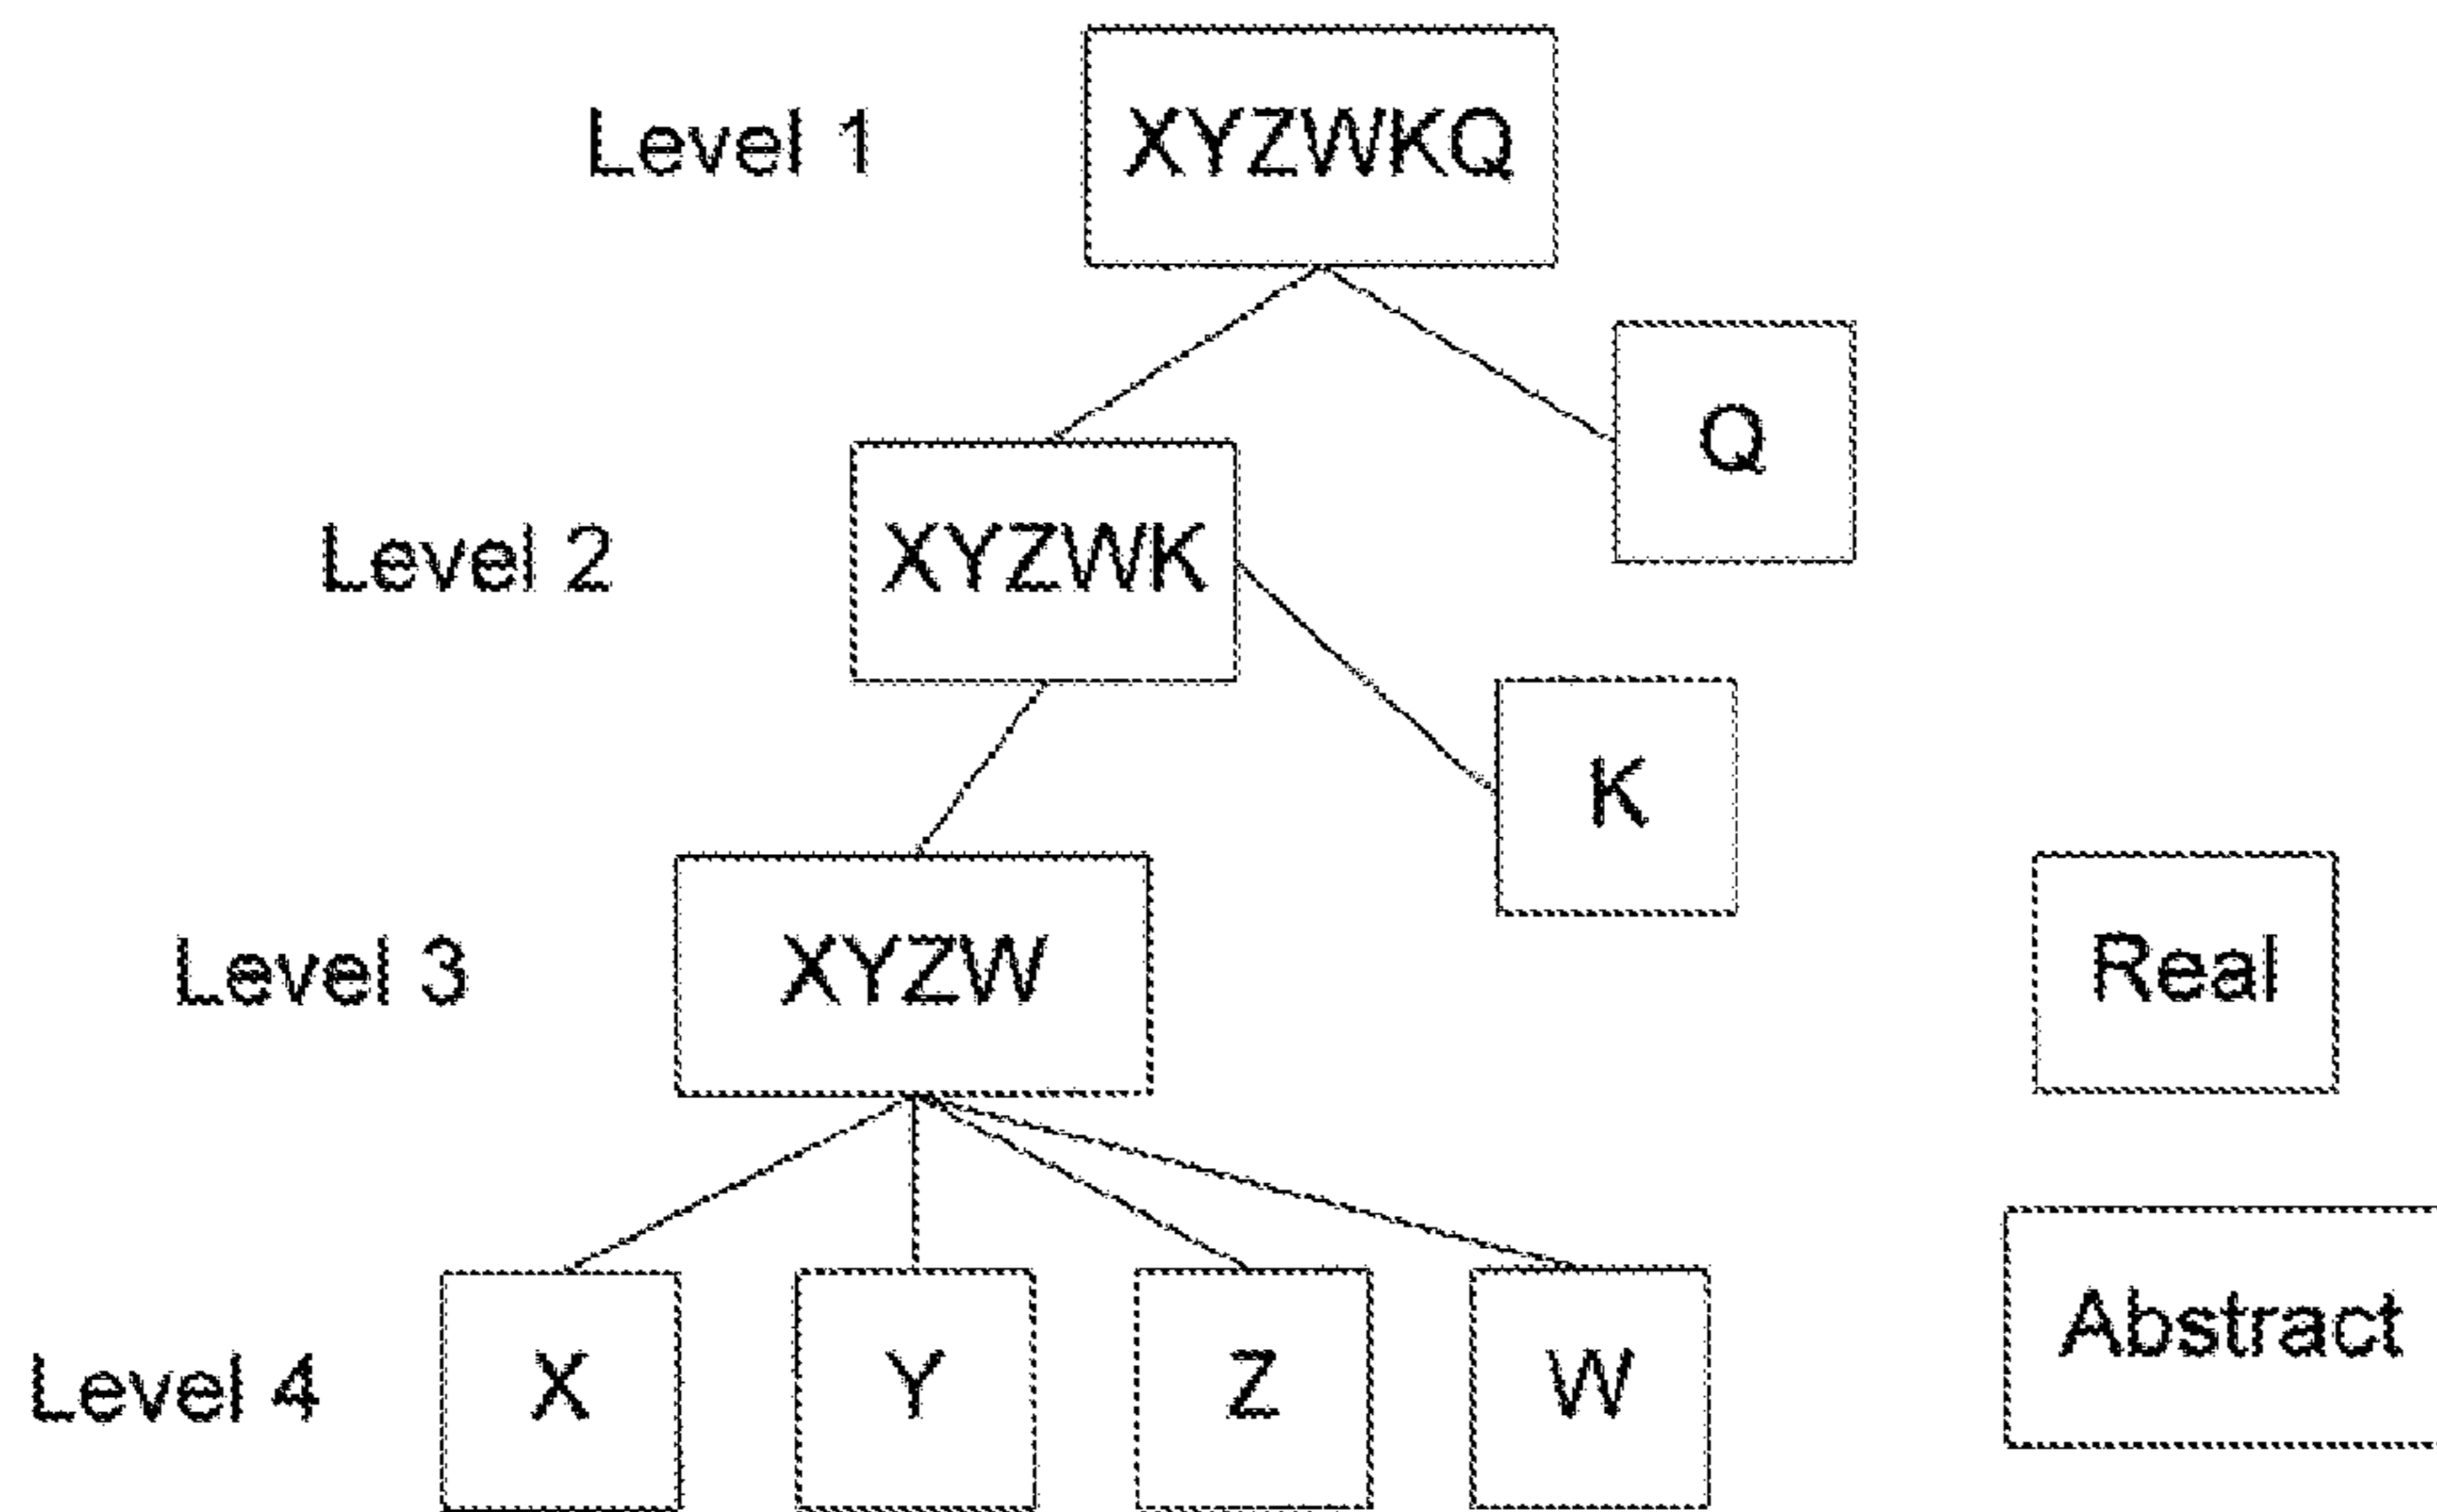 Level 1
XYZWKQ
Q
Level 2
XYZWK
K
Level 3
XYZW
Real
Level 4
X
Y
Z
W
Abstract